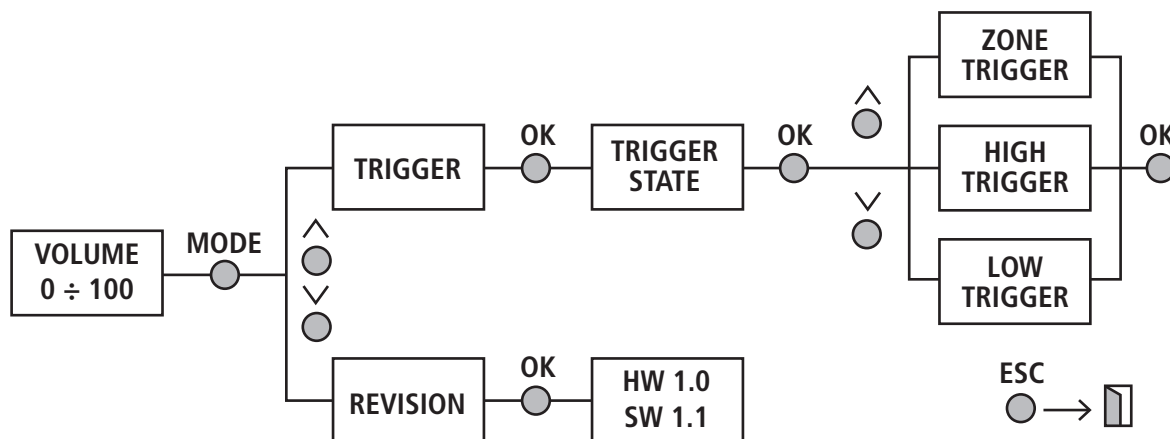 VOLUME
0 ÷ 100
MODE
TRIGGER
OK
TRIGGER
STATE
OK
ZONE
TRIGGER
HIGH
TRIGGER
LOW
TRIGGER
OK
REVISION
OK
HW 1.0
SW 1.1
ESC